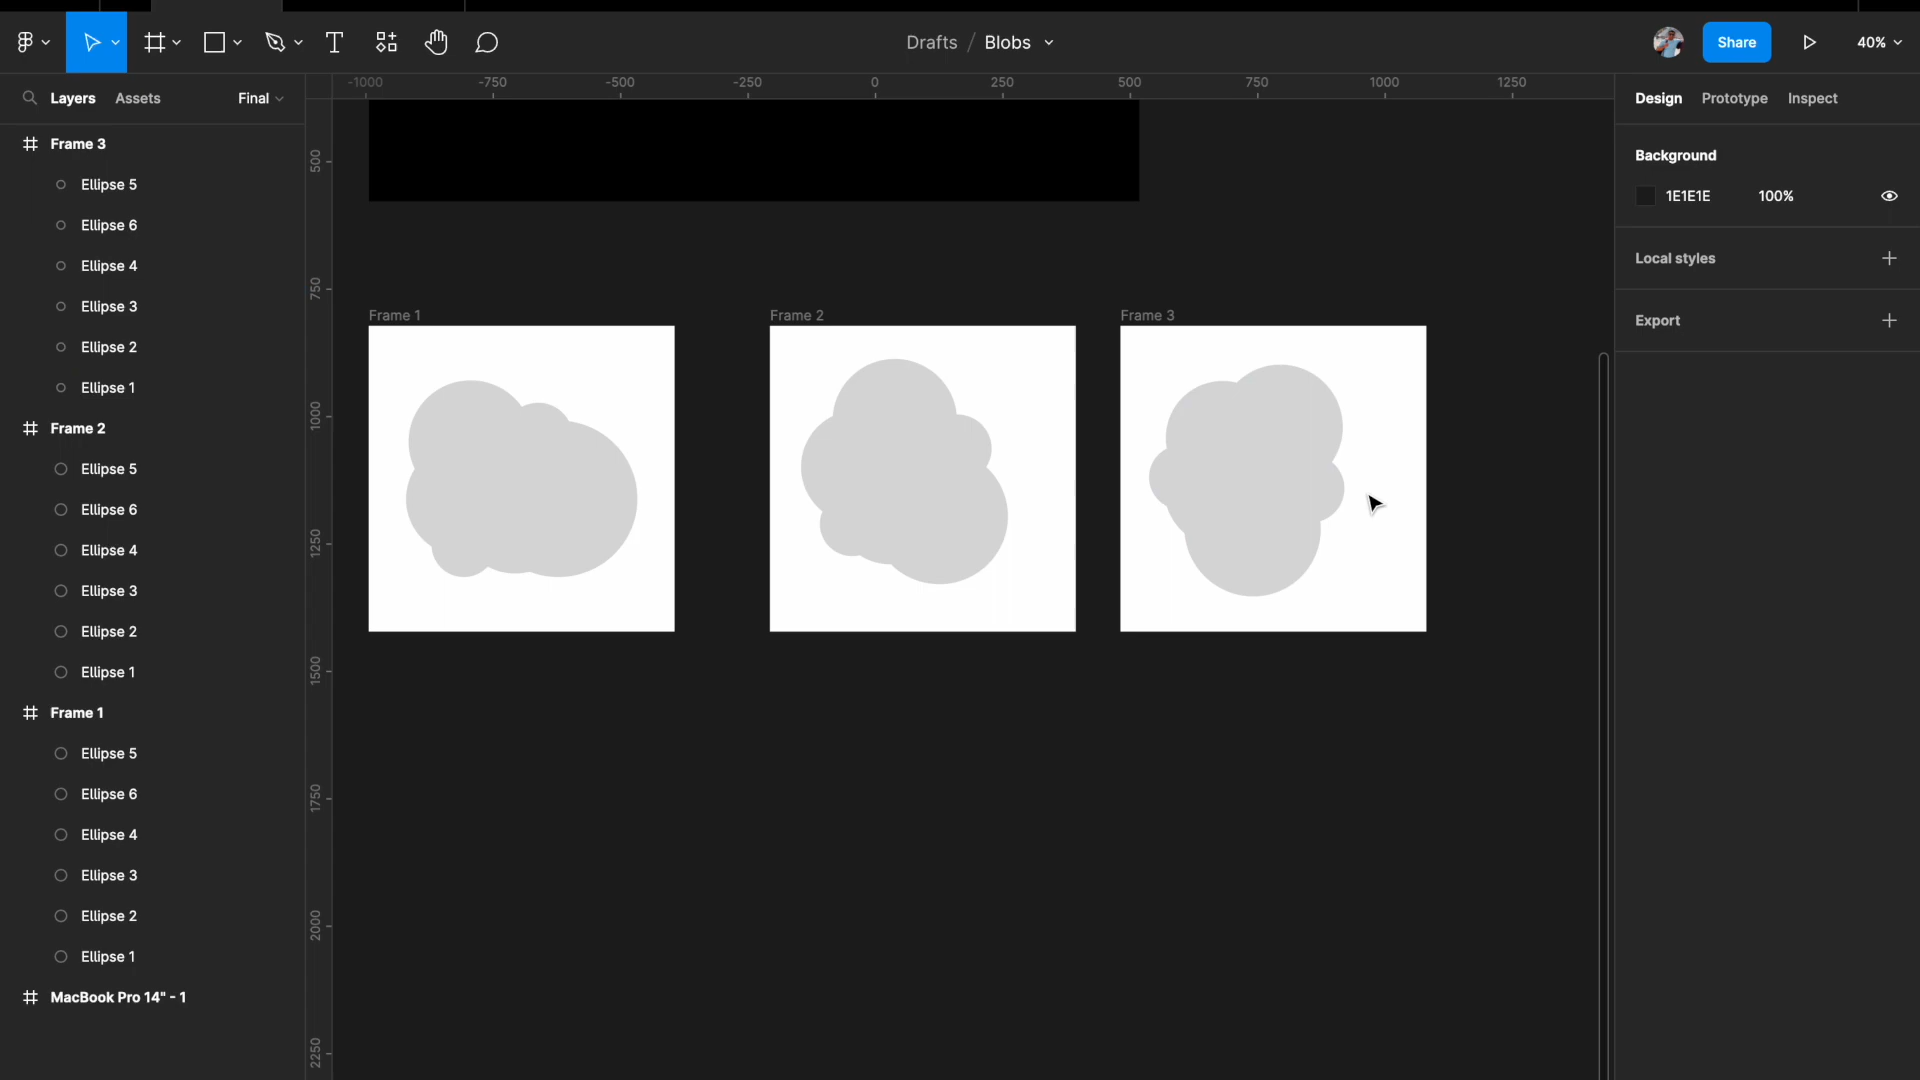 Drafts / Blobs
Share
40%
Layers
Assets
Final
-1000
-750
-500
-250
0
250
500
750
1000
1250
Design
Prototype
Inspect
Frame 3
Ellipse 5
Ellipse 6
Ellipse 4
Ellipse 3
Ellipse 2
Ellipse 1
Frame 2
Ellipse 5
Ellipse 6
Ellipse 4
Ellipse 3
Ellipse 2
Ellipse 1
Frame 1
Ellipse 5
Ellipse 6
Ellipse 4
Ellipse 3
Ellipse 2
Ellipse 1
MacBook Pro 14" - 1
500
750
1000
1250
1500
1750
2000
2250
Frame 1
Frame 2
Frame 3
Background
1E1E1E
100%
Local styles
Export